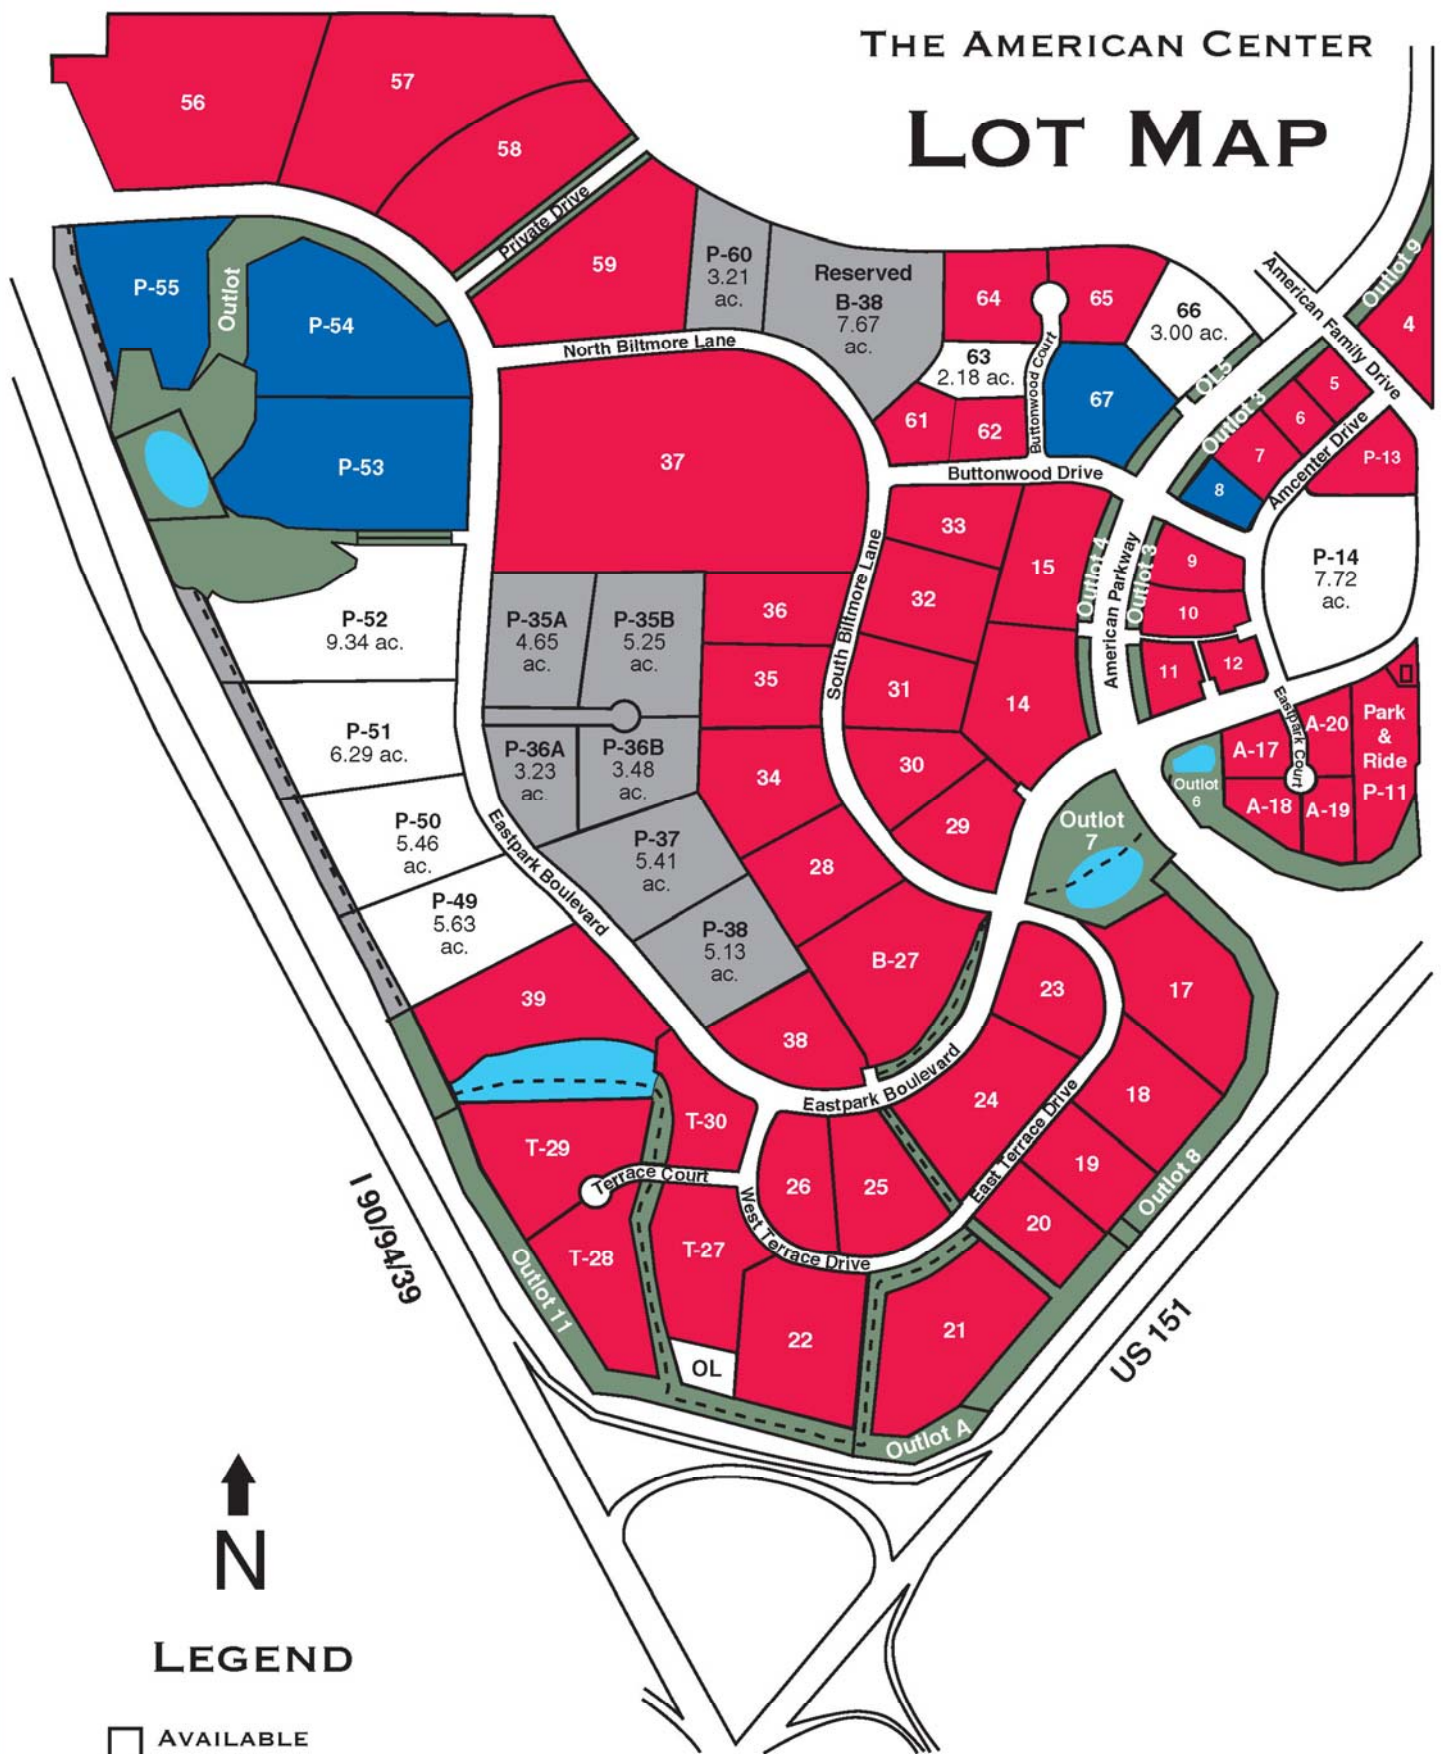 THE AMERICAN CENTER
LOT MAP
56
57
58
Private Drive
59
P-60
3.21
ac.
Reserved
B-38
7.67
ac.
64
65
66
3.00 ac.
American Family Drive
Outlot 9
4
P-55
Outlot
P-54
P-53
North Biltmore Lane
63
2.18 ac.
Buttonwood Court
67
OL 5
Outlot 3
5
6
7
8
Amcenter Drive
P-13
61
62
37
Buttonwood Drive
33
15
Outlot 4
American Parkway
Outlot 3
9
10
P-14
7.72
ac.
P-52
9.34 ac.
P-35A
4.65
ac.
P-35B
5.25
ac.
36
35
South Biltmore Lane
32
31
14
11
12
P-51
6.29 ac.
P-36A
3.23
ac.
P-36B
3.48
ac.
34
30
29
Outlot
6
A-17
A-20
Eastpark Court
A-18
A-19
Park
&
Ride
P-11
P-50
5.46
ac.
Eastpark Boulevard
P-37
5.41
ac.
28
Outlot
7
P-49
5.63
ac.
P-38
5.13
ac.
B-27
39
38
23
17
Eastpark Boulevard
24
18
East Terrace Drive
T-30
T-29
Terrace Court
26
25
19
20
Outlot 8
West Terrace Drive
T-28
T-27
Outlot 11
I 90/94/39
22
21
OL
US 151
Outlot A
N
LEGEND
AVAILABLE